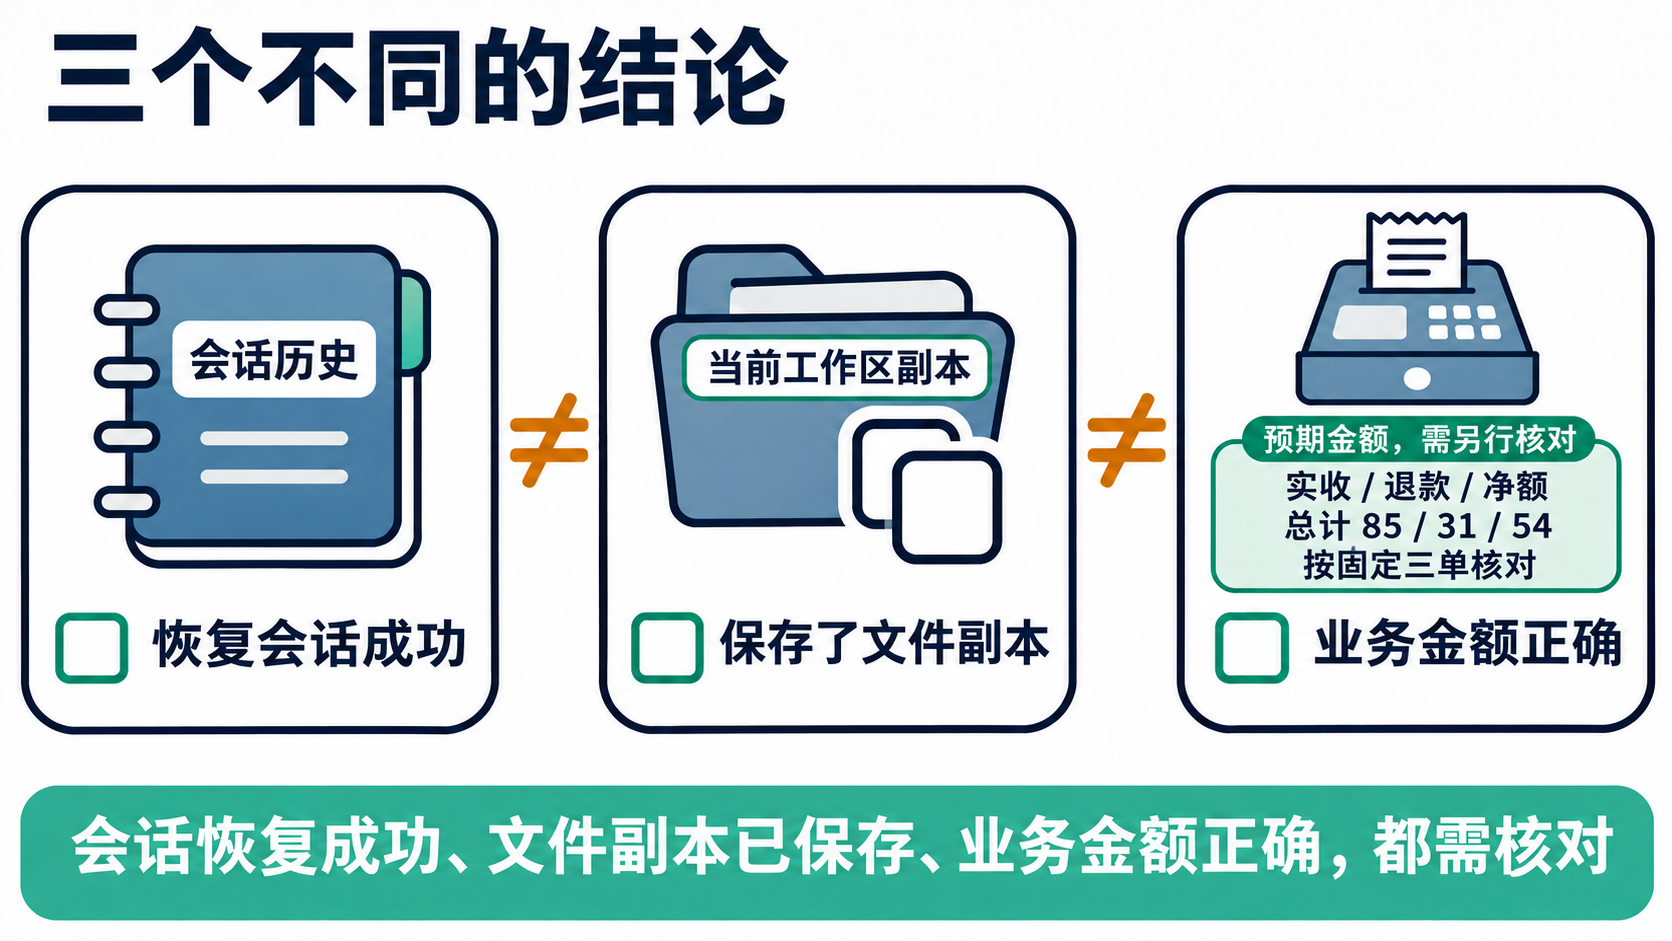 三个不同的结论
会话历史
恢复会话成功
≠
当前工作区副本
保存了文件副本
≠
预期金额，需另行核对
实收 / 退款 / 净额
总计 85 / 31 / 54
按固定三单核对
业务金额正确
会话恢复成功、文件副本已保存、业务金额正确，都需核对